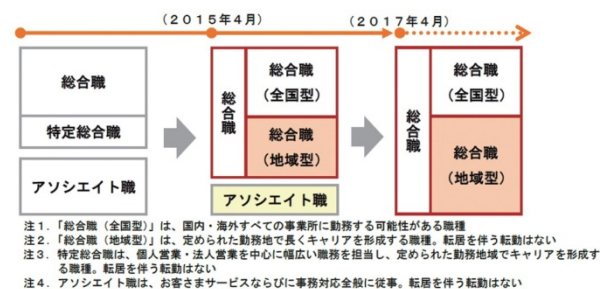 （２０１５年４月）
（２０１７年４月）
総合職
特定総合職
アソシエイト職
総合職
総合職
（全国型）
総合職
（地域型）
アソシエイト職
総合職
総合職
（全国型）
総合職
（地域型）
注１．「総合職（全国型）」は、国内・海外すべての事業所に勤務する可能性がある職種
注２．「総合職（地域型）」は、定められた勤務地で長くキャリアを形成する職種。転居を伴う転勤はない
注３．特定総合職は、個人営業・法人営業を中心に幅広い職務を担当し、定められた勤務地域でキャリアを形成す
る職種。転居を伴う転勤はない
注４．アソシエイト職は、お客さまサービスならびに事務対応全般に従事。転居を伴う転勤はない